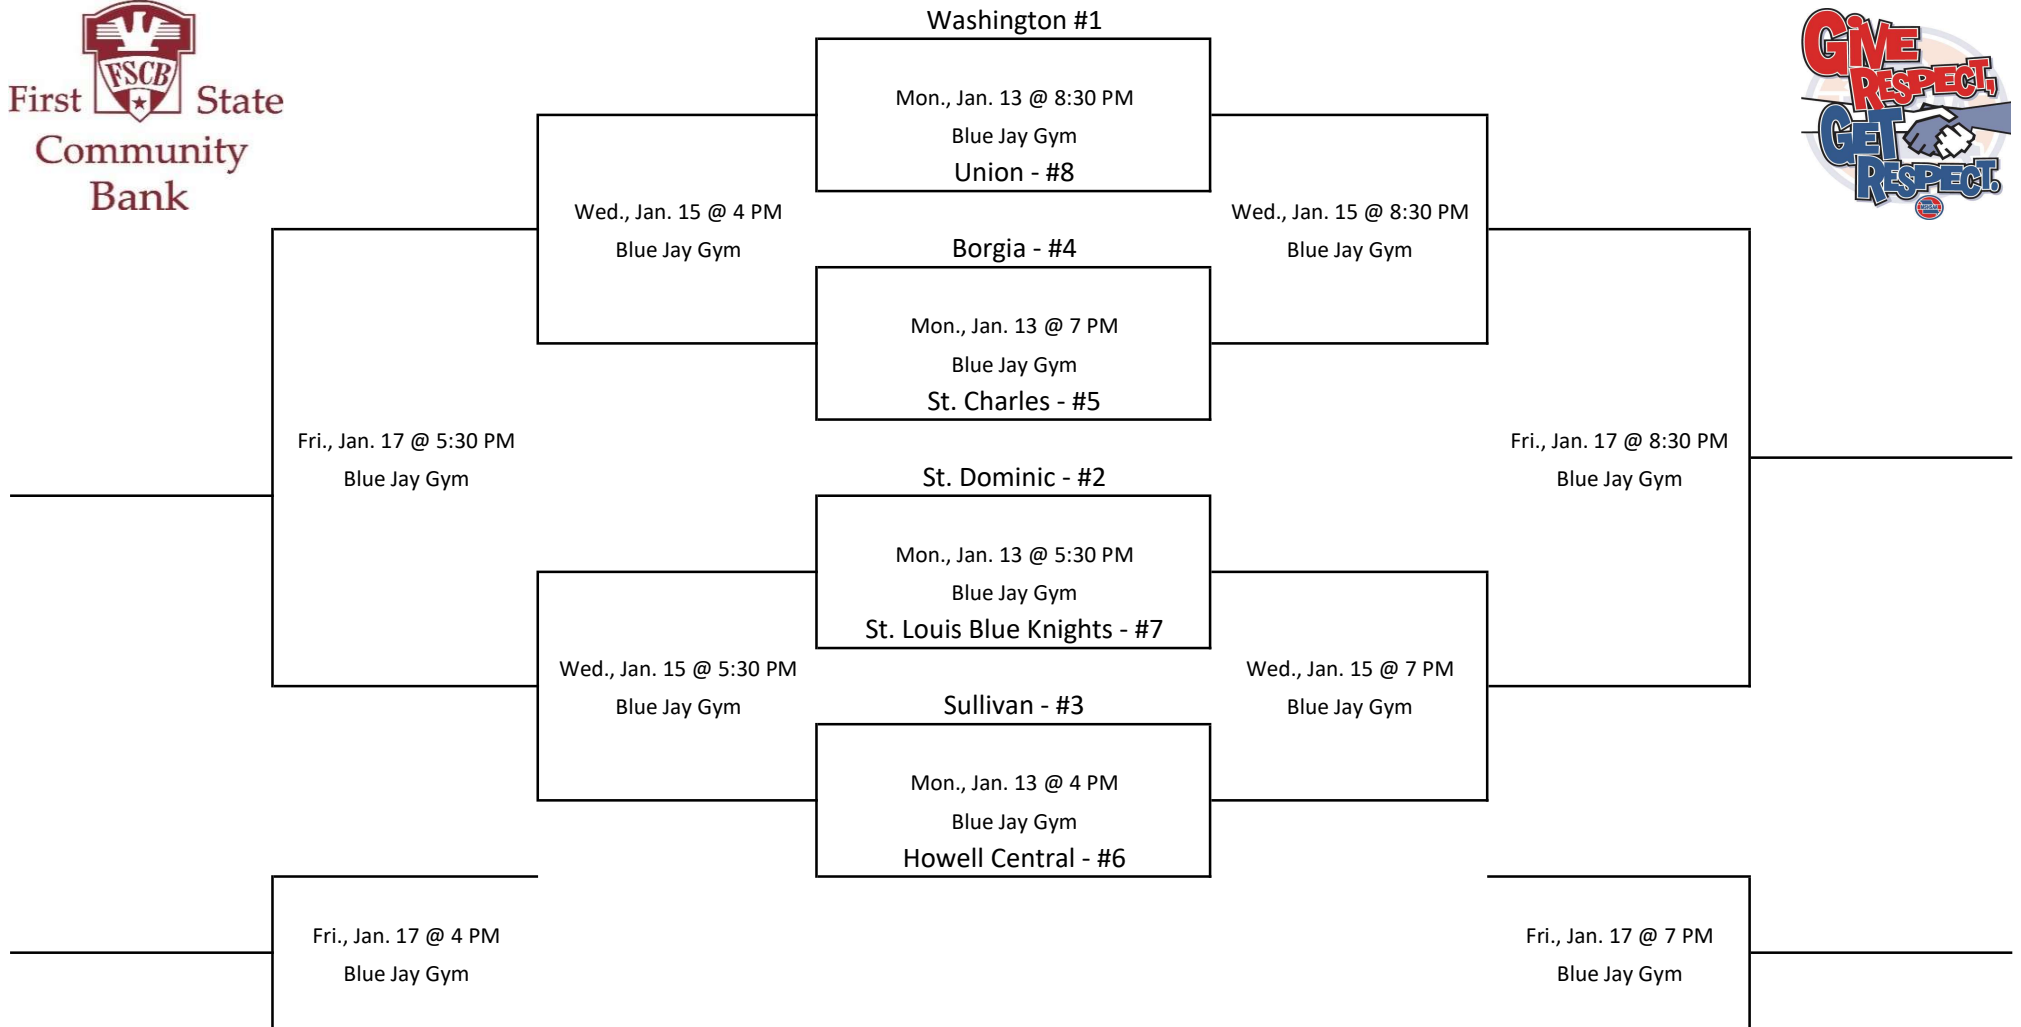 FSCB
First State
Community
Bank
GIVE
RESPECT,
GET
RESPECT.
MSHSAA
Washington #1
Mon., Jan. 13 @ 8:30 PM
Blue Jay Gym
Union - #8
Wed., Jan. 15 @ 4 PM
Blue Jay Gym
Wed., Jan. 15 @ 8:30 PM
Blue Jay Gym
Borgia - #4
Mon., Jan. 13 @ 7 PM
Blue Jay Gym
St. Charles - #5
Fri., Jan. 17 @ 5:30 PM
Blue Jay Gym
Fri., Jan. 17 @ 8:30 PM
Blue Jay Gym
St. Dominic - #2
Mon., Jan. 13 @ 5:30 PM
Blue Jay Gym
St. Louis Blue Knights - #7
Wed., Jan. 15 @ 5:30 PM
Blue Jay Gym
Wed., Jan. 15 @ 7 PM
Blue Jay Gym
Sullivan - #3
Mon., Jan. 13 @ 4 PM
Blue Jay Gym
Howell Central - #6
Fri., Jan. 17 @ 4 PM
Blue Jay Gym
Fri., Jan. 17 @ 7 PM
Blue Jay Gym